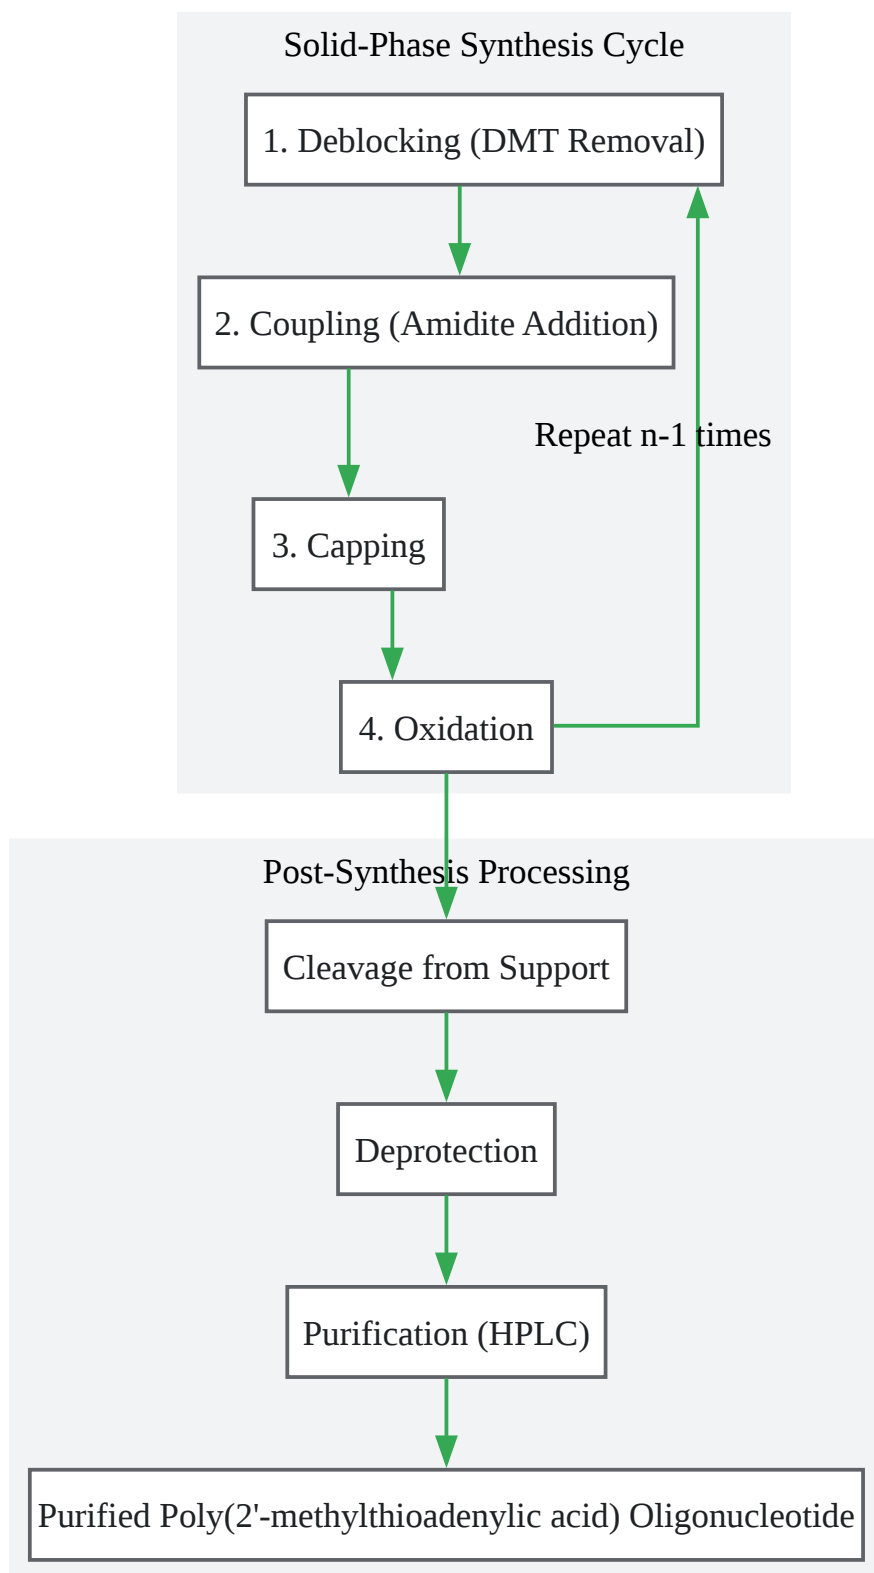 Solid-Phase Synthesis Cycle
1. Deblocking (DMT Removal)
2. Coupling (Amidite Addition)
Repeat n-1 times
3. Capping
4. Oxidation
Post-Synthesis Processing
Cleavage from Support
Deprotection
Purification (HPLC)
Purified Poly(2'-methylthioadenylic acid) Oligonucleotide